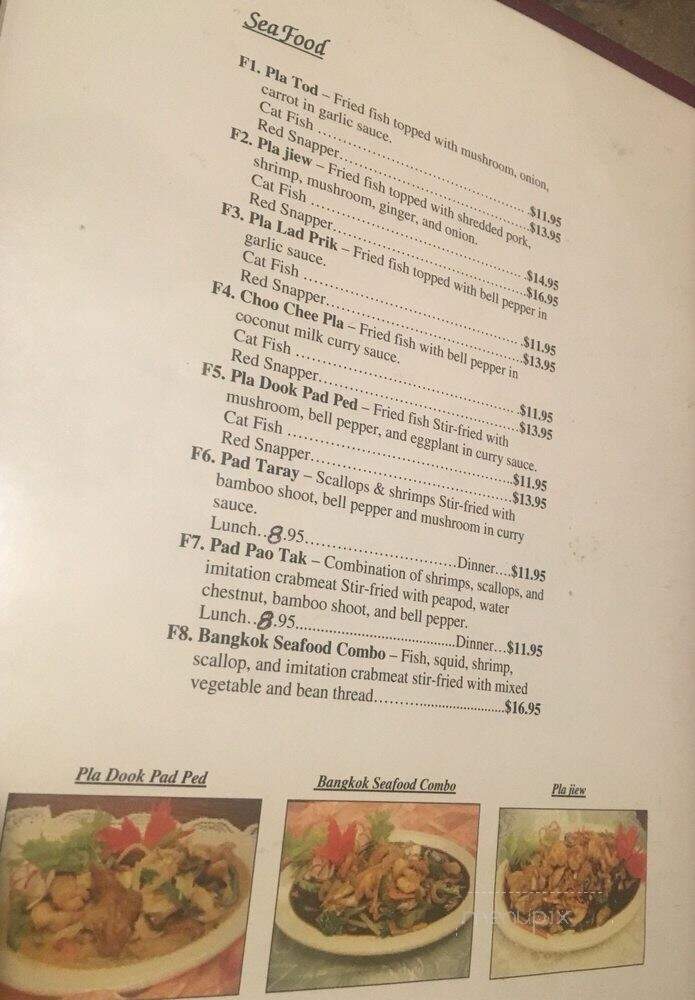 Sea Food
F1. Pla Tod – Fried fish topped with mushroom, onion,
carrot in garlic sauce.
Cat Fish ................................................$11.95
Red Snapper............................................$13.95
F2. Pla jiew – Fried fish topped with shredded pork,
shrimp, mushroom, ginger, and onion.
Cat Fish ................................................$14.95
Red Snapper............................................$16.95
F3. Pla Lad Prik – Fried fish topped with bell pepper in
garlic sauce.
Cat Fish ................................................$11.95
Red Snapper............................................$13.95
F4. Choo Chee Pla – Fried fish with bell pepper in
coconut milk curry sauce.
Cat Fish ................................................$11.95
Red Snapper............................................$13.95
F5. Pla Dook Pad Ped – Fried fish Stir-fried with
mushroom, bell pepper, and eggplant in curry sauce.
Cat Fish ................................................$11.95
Red Snapper............................................$13.95
F6. Pad Taray – Scallops & shrimps Stir-fried with
bamboo shoot, bell pepper and mushroom in curry
sauce.
Lunch..8.95................................Dinner....$11.95
F7. Pad Pao Tak – Combination of shrimps, scallops, and
imitation crabmeat Stir-fried with peapod, water
chestnut, bamboo shoot, and bell pepper.
Lunch..8.95.................................Dinner...$11.95
F8. Bangkok Seafood Combo – Fish, squid, shrimp,
scallop, and imitation crabmeat stir-fried with mixed
vegetable and bean thread................................$16.95
Pla Dook Pad Ped
Bangkok Seafood Combo
Pla jiew
menupix